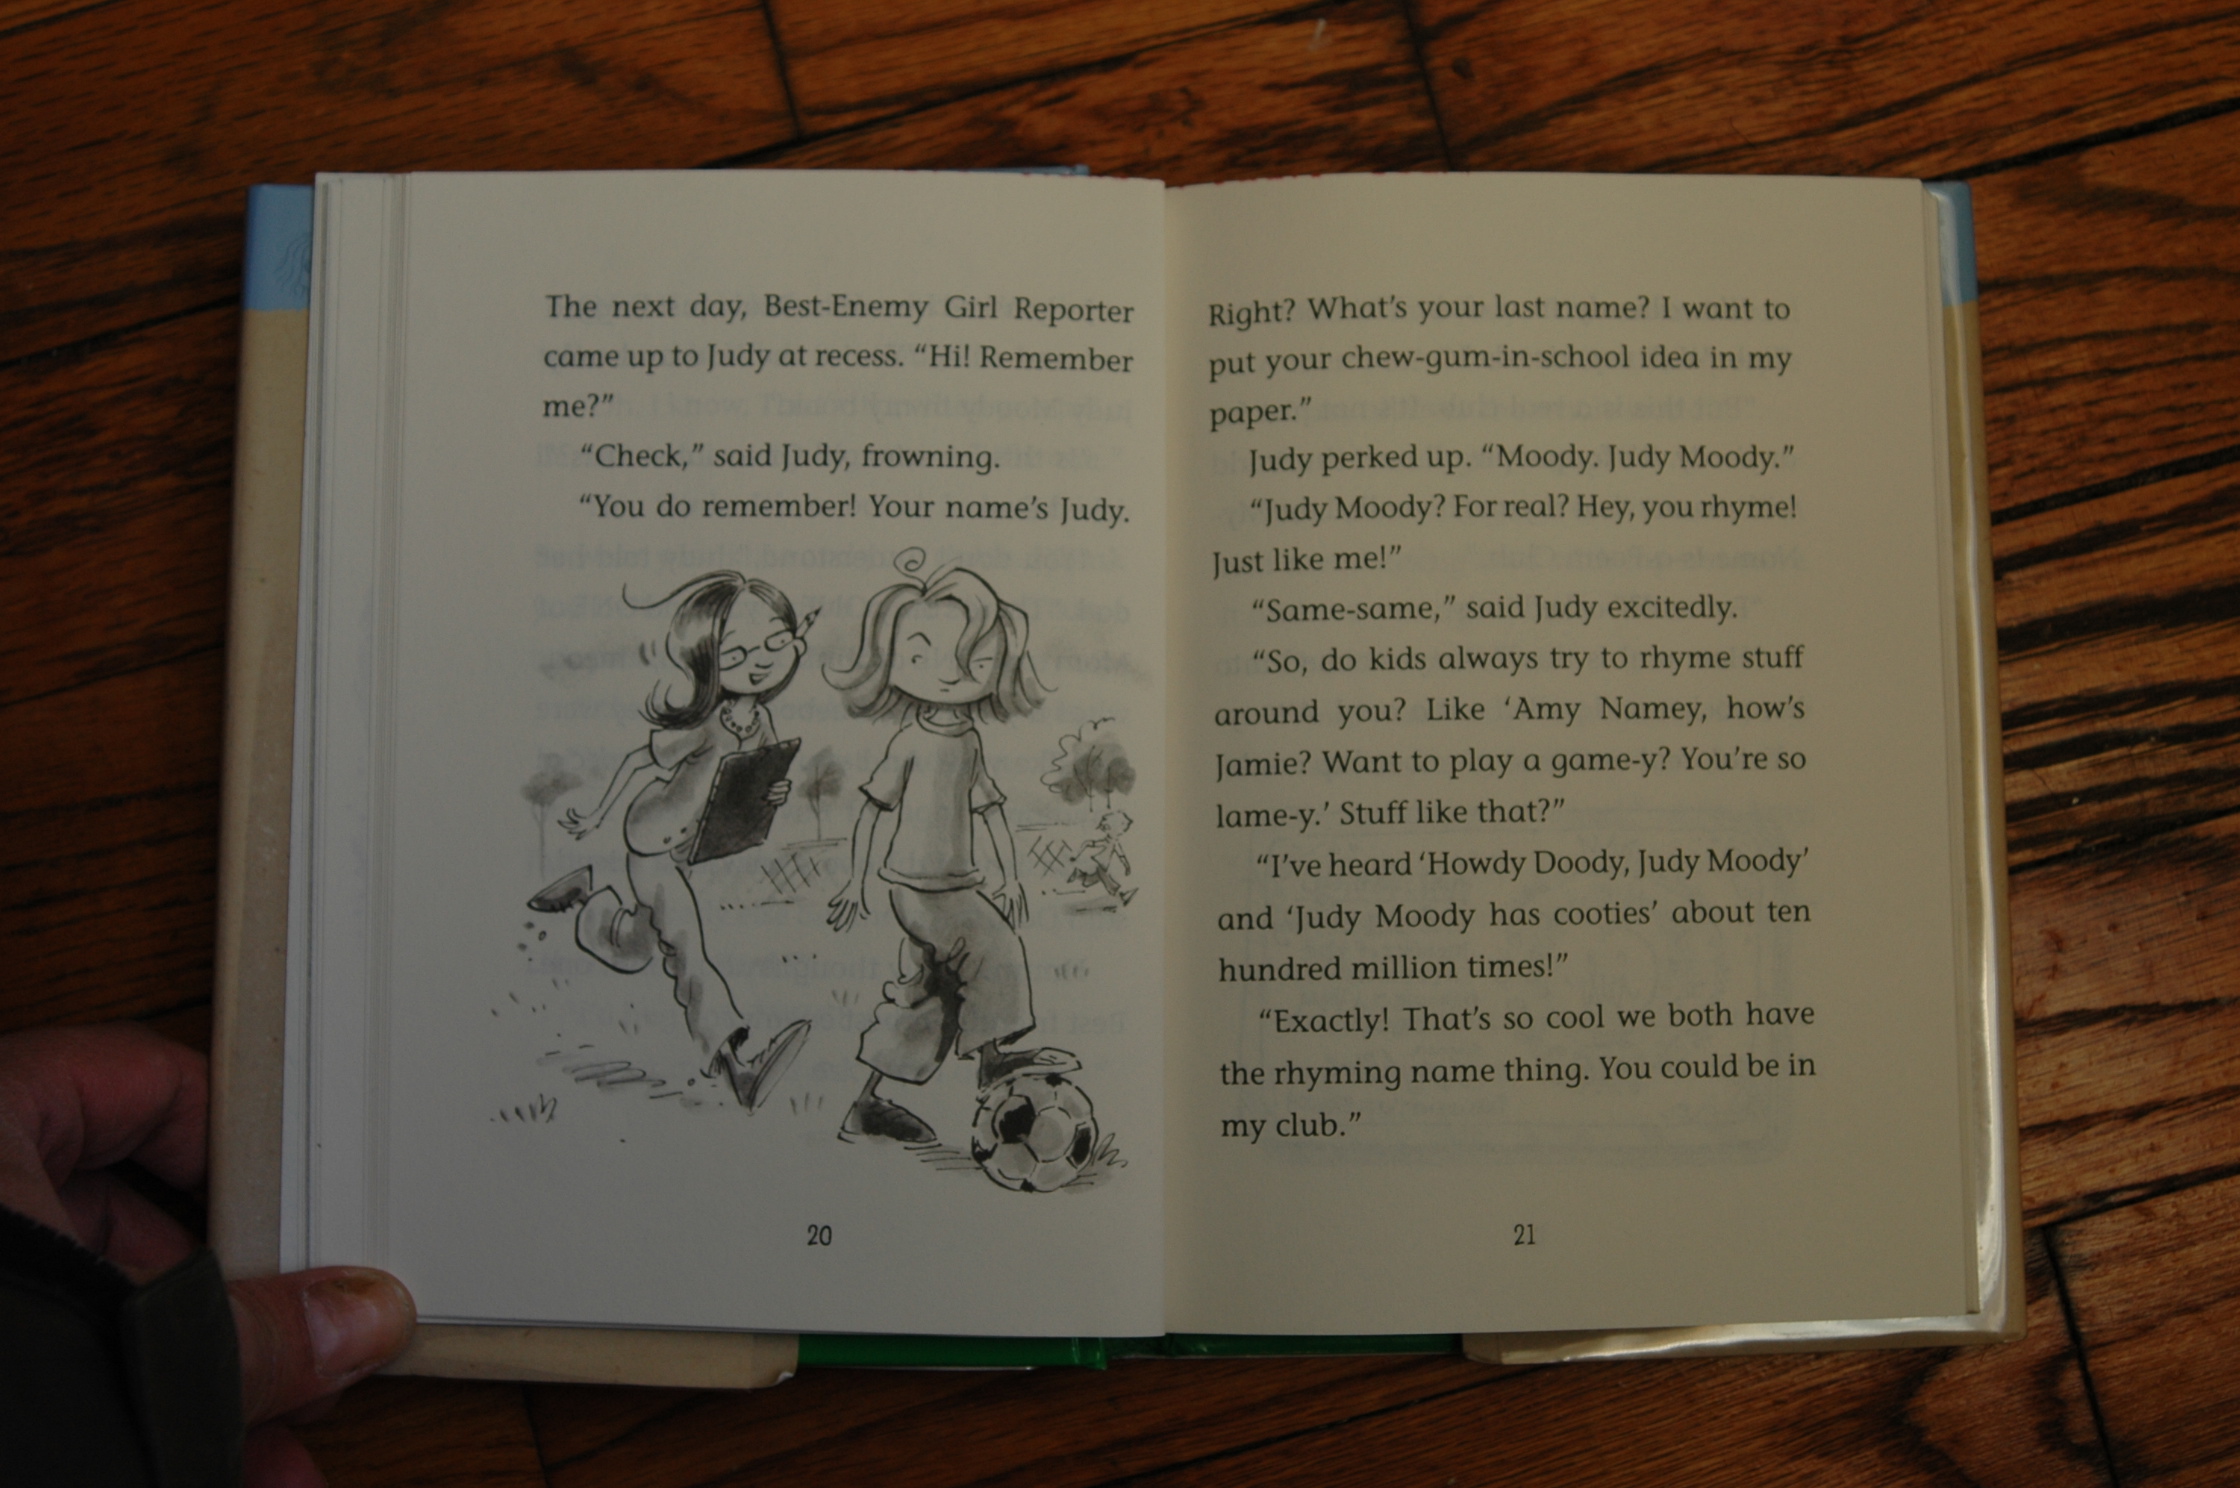 The next day, Best-Enemy Girl Reporter
came up to Judy at recess. “Hi! Remember
me?”
“Check,” said Judy, frowning.
“You do remember! Your name’s Judy.
20
Right? What’s your last name? I want to
put your chew-gum-in-school idea in my
paper.”
Judy perked up. “Moody. Judy Moody.”
“Judy Moody? For real? Hey, you rhyme!
Just like me!”
“Same-same,” said Judy excitedly.
“So, do kids always try to rhyme stuff
around you? Like ‘Amy Namey, how’s
Jamie? Want to play a game-y? You’re so
lame-y.’ Stuff like that?”
“I’ve heard ‘Howdy Doody, Judy Moody’
and ‘Judy Moody has cooties’ about ten
hundred million times!”
“Exactly! That’s so cool we both have
the rhyming name thing. You could be in
my club.”
21